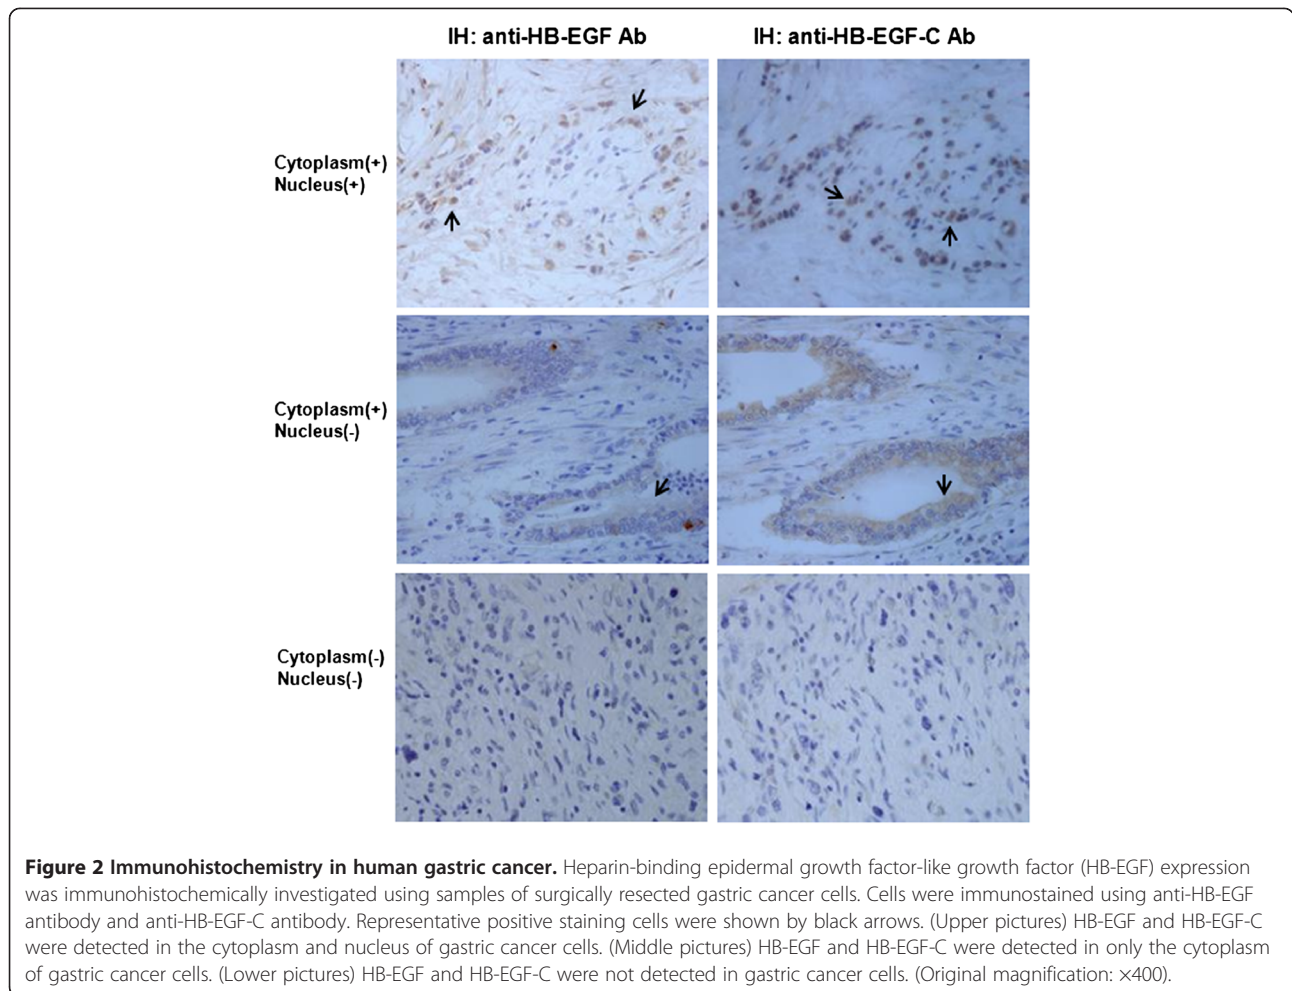 IH: anti-HB-EGF Ab
IH: anti-HB-EGF-C Ab
Cytoplasm(+)
Nucleus(+)
Cytoplasm(+)
Nucleus(-)
Cytoplasm(-)
Nucleus(-)
Figure 2 Immunohistochemistry in human gastric cancer. Heparin-binding epidermal growth factor-like growth factor (HB-EGF) expression
was immunohistochemically investigated using samples of surgically resected gastric cancer cells. Cells were immunostained using anti-HB-EGF
antibody and anti-HB-EGF-C antibody. Representative positive staining cells were shown by black arrows. (Upper pictures) HB-EGF and HB-EGF-C
were detected in the cytoplasm and nucleus of gastric cancer cells. (Middle pictures) HB-EGF and HB-EGF-C were detected in only the cytoplasm
of gastric cancer cells. (Lower pictures) HB-EGF and HB-EGF-C were not detected in gastric cancer cells. (Original magnification: ×400).